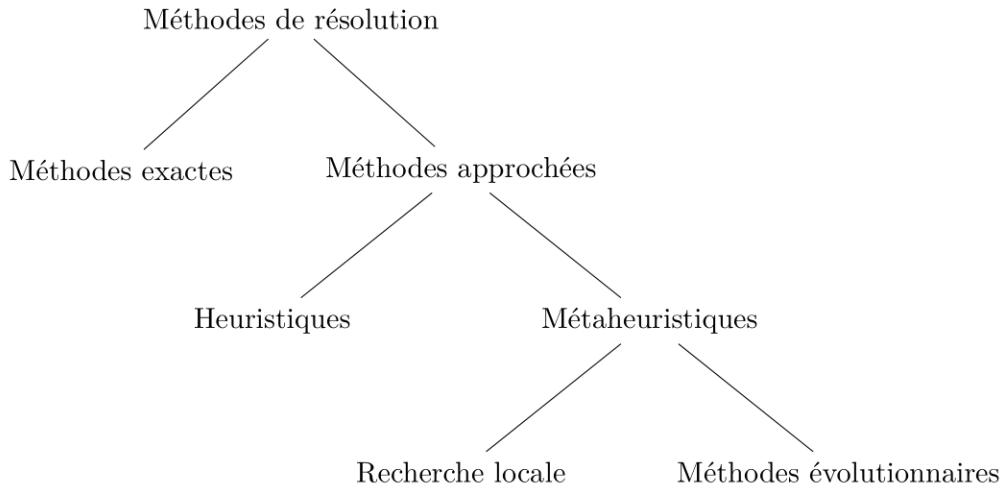 Méthodes de résolution
Méthodes exactes
Méthodes approchées
Heuristiques
Métaheuristiques
Recherche locale
Méthodes évolutionnaires